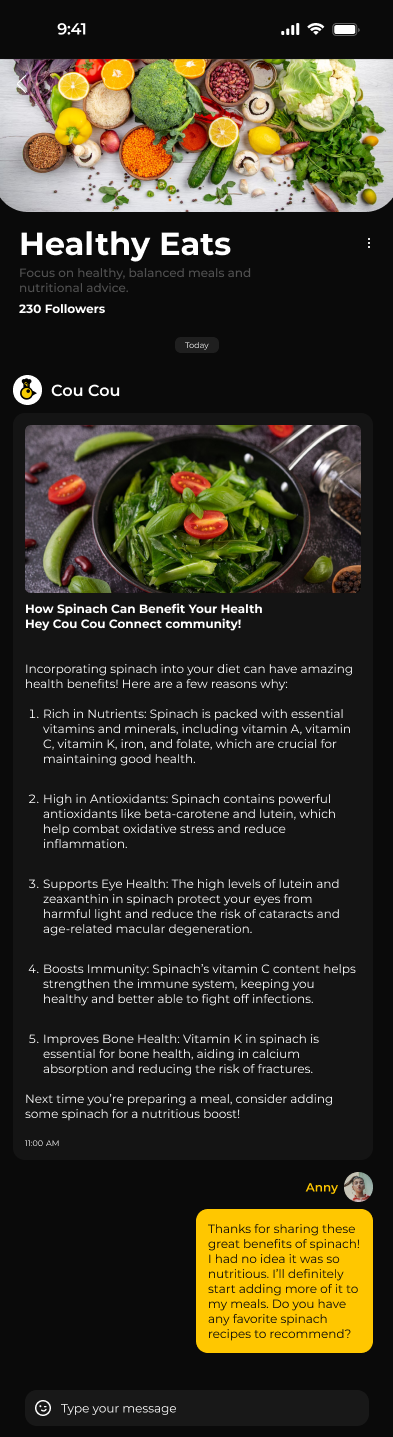 9:41
Healthy Eats
Focus on healthy, balanced meals and
nutritional advice.
230 Followers
Today
Cou Cou
How Spinach Can Benefit Your Health
Hey Cou Cou Connect community!
Incorporating spinach into your diet can have amazing
health benefits! Here are a few reasons why:
1. Rich in Nutrients: Spinach is packed with essential
vitamins and minerals, including vitamin A, vitamin
C, vitamin K, iron, and folate, which are crucial for
maintaining good health.
2. High in Antioxidants: Spinach contains powerful
antioxidants like beta-carotene and lutein, which
help combat oxidative stress and reduce
inflammation.
3. Supports Eye Health: The high levels of lutein and
zeaxanthin in spinach protect your eyes from
harmful light and reduce the risk of cataracts and
age-related macular degeneration.
4. Boosts Immunity: Spinach’s vitamin C content helps
strengthen the immune system, keeping you
healthy and better able to fight off infections.
5. Improves Bone Health: Vitamin K in spinach is
essential for bone health, aiding in calcium
absorption and reducing the risk of fractures.
Next time you’re preparing a meal, consider adding
some spinach for a nutritious boost!
11:00 AM
Anny
Thanks for sharing these
great benefits of spinach!
I had no idea it was so
nutritious. I’ll definitely
start adding more of it to
my meals. Do you have
any favorite spinach
recipes to recommend?
Type your message